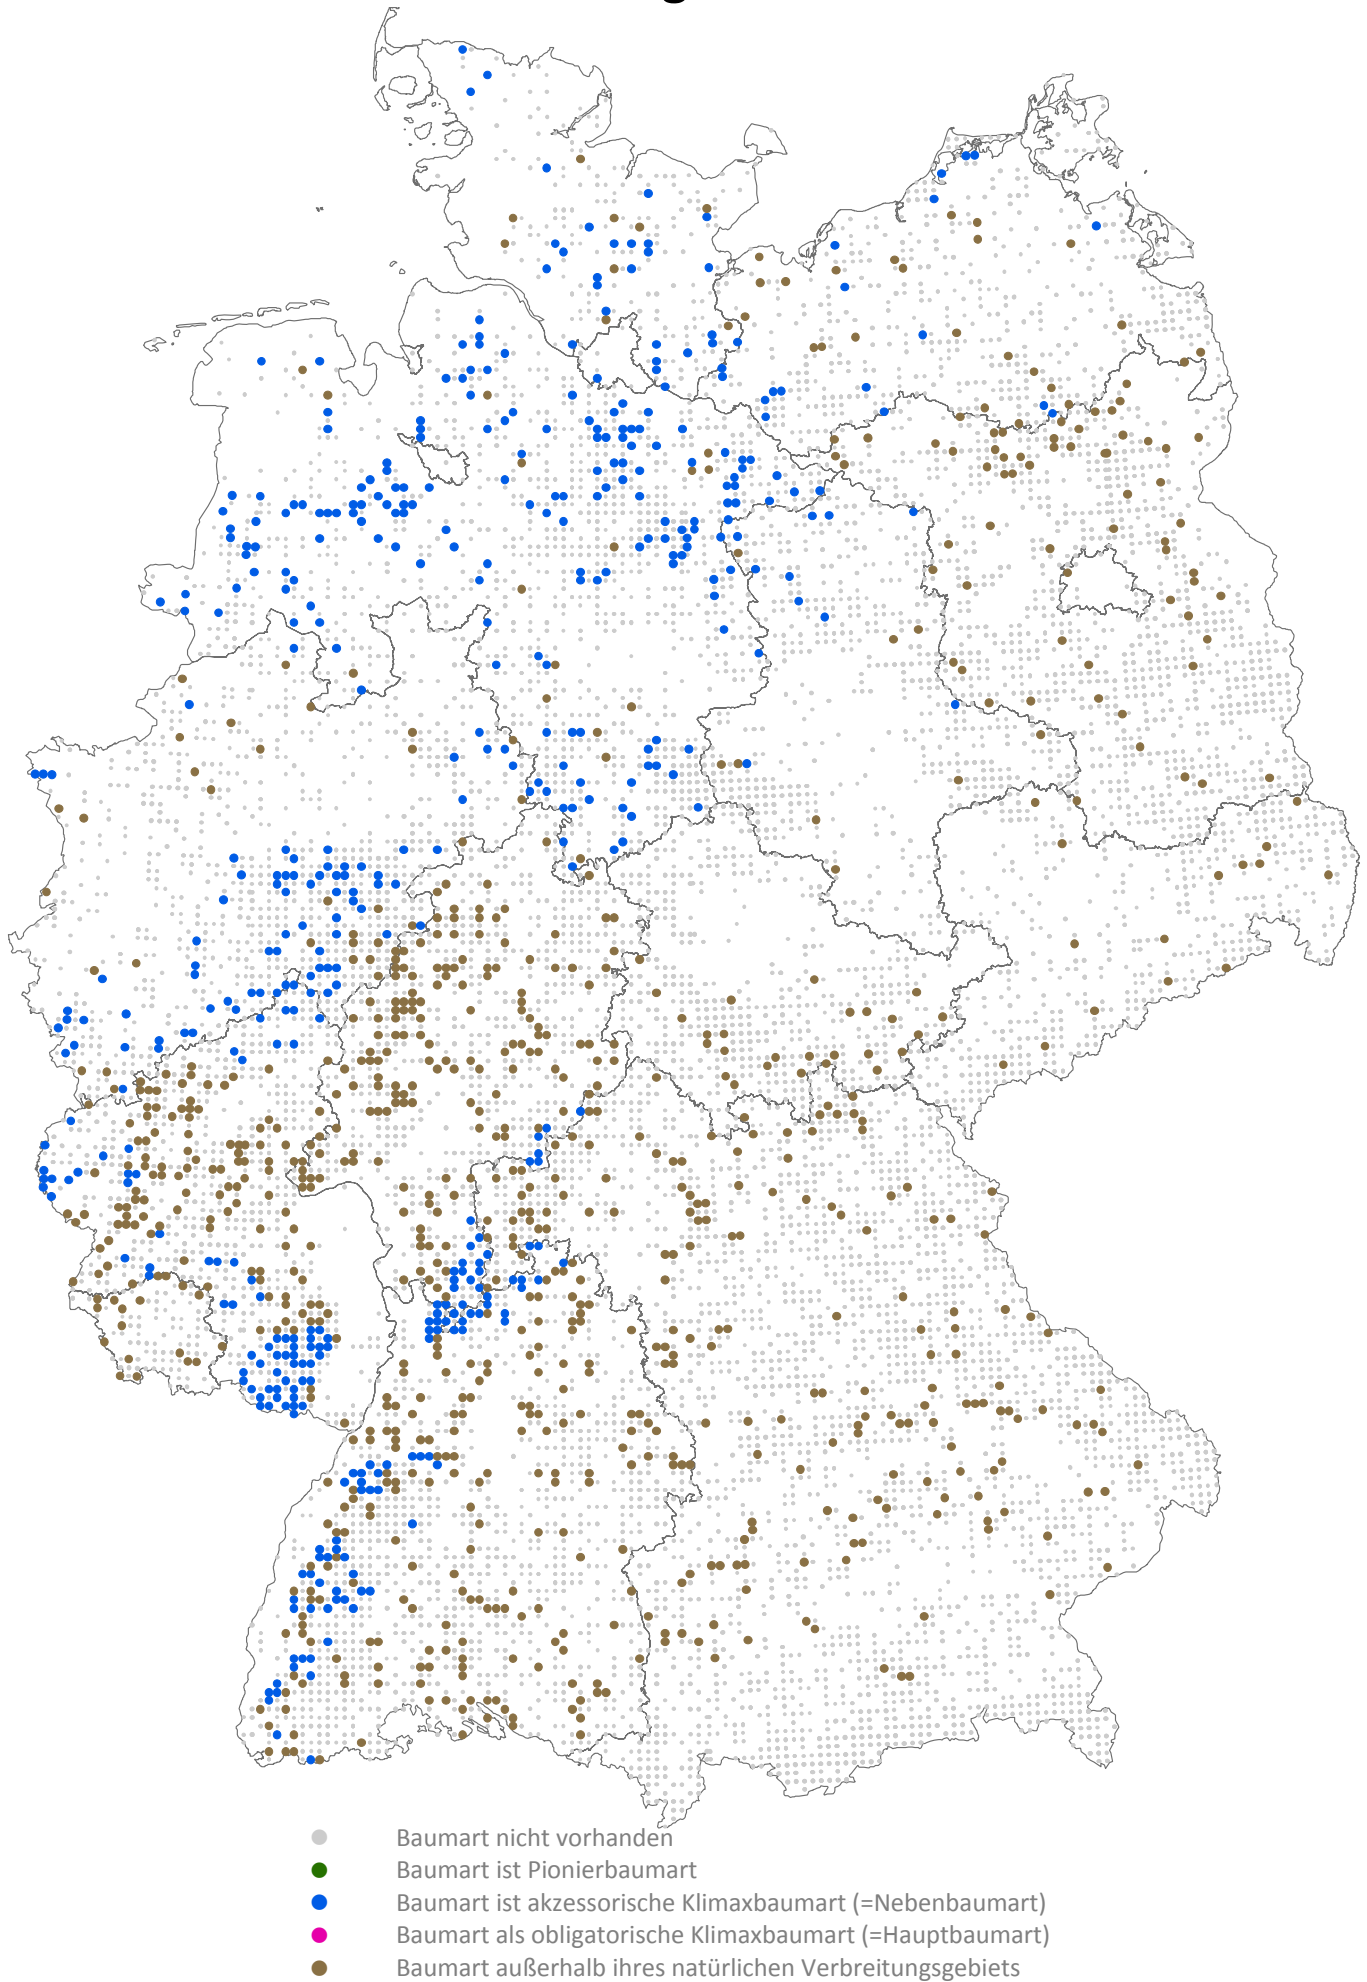 Baumart nicht vorhanden
Baumart ist Pionierbaumart
Baumart ist akzessorische Klimaxbaumart (=Nebenbaumart)
Baumart als obligatorische Klimaxbaumart (=Hauptbaumart)
Baumart außerhalb ihres natürlichen Verbreitungsgebiets